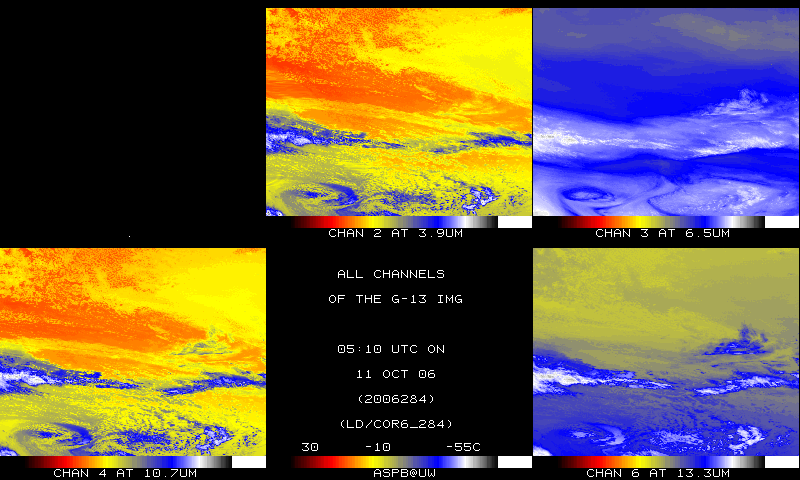 CHAN 2 AT 3.9UM
CHAN 3 AT 6.5UM
ALL CHANNELS
OF THE G-13 IMG
05:10 UTC ON
11 OCT 06
(2006284)
(LD/COR6_284)
30 -10 -55C
CHAN 4 AT 10.7UM
ASPB@UW
CHAN 6 AT 13.3UM